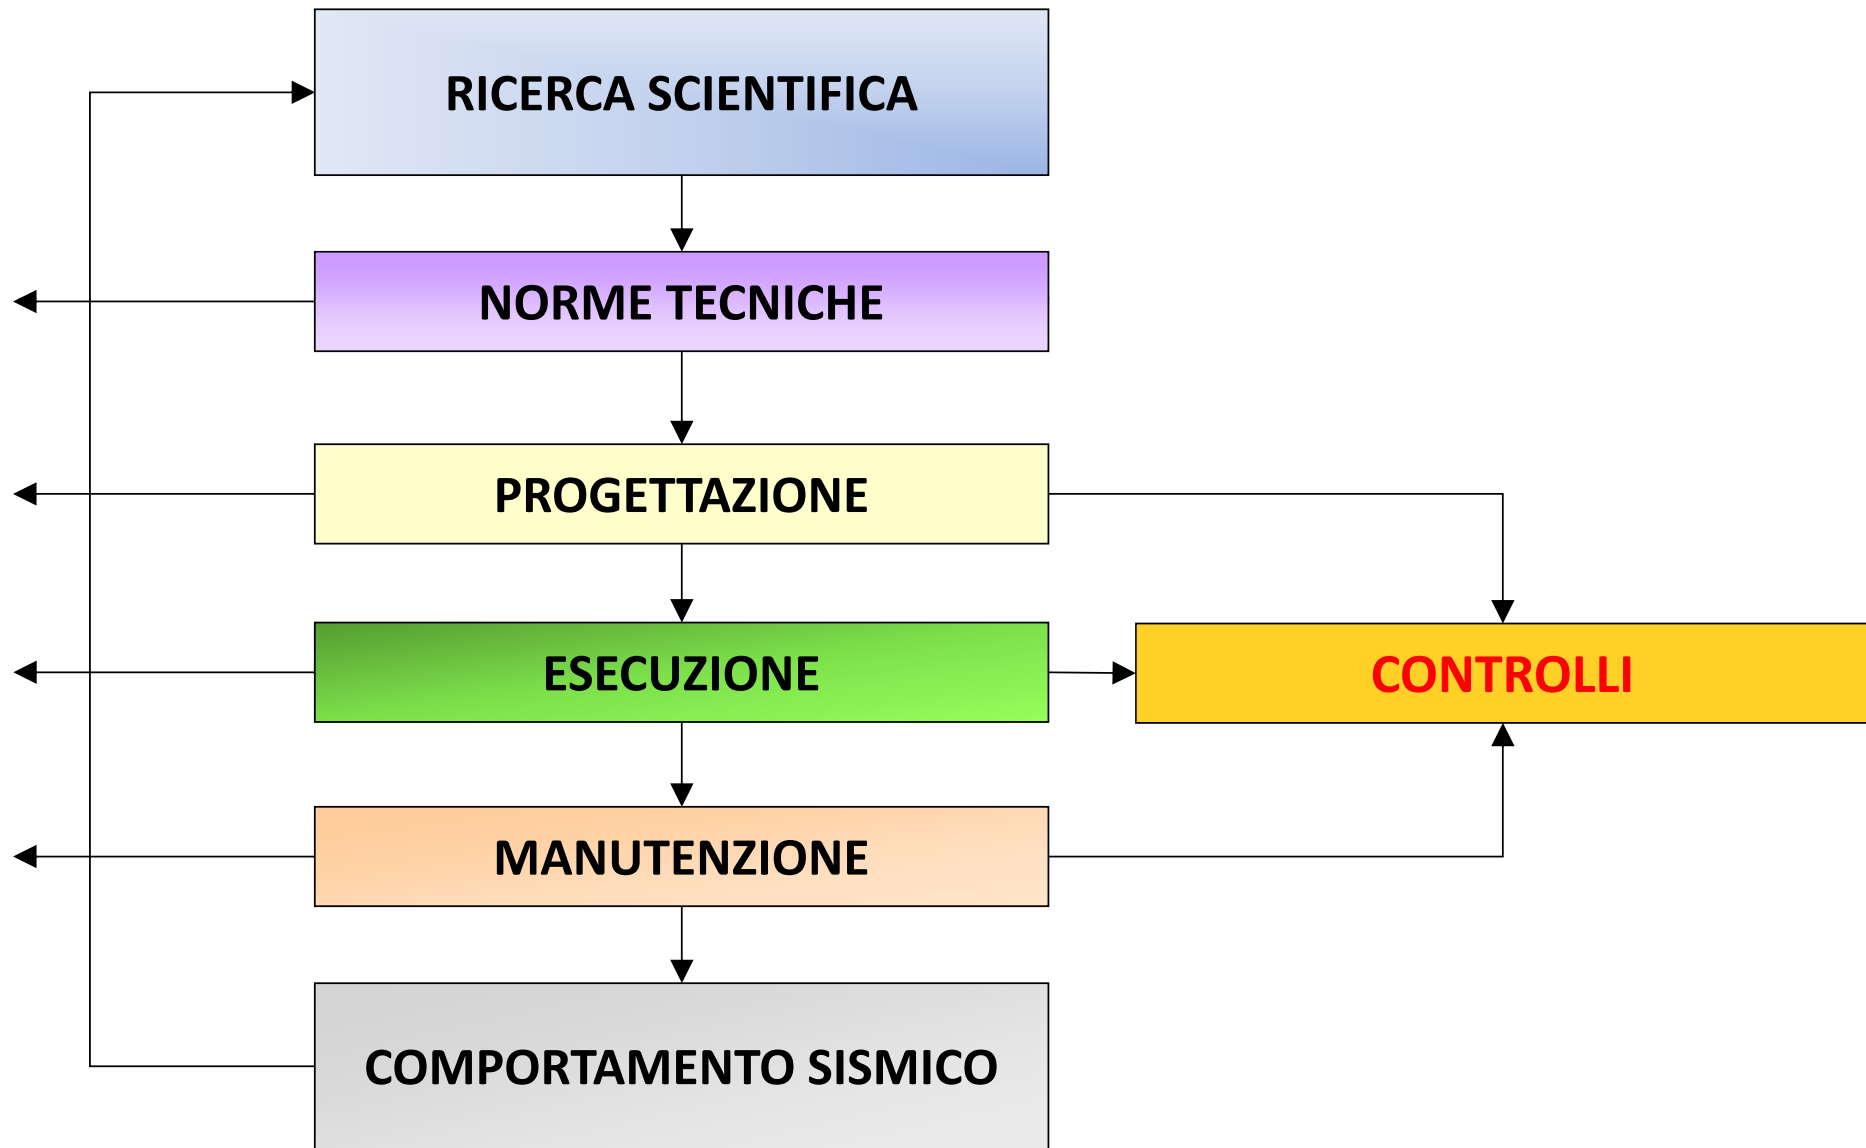 RICERCA SCIENTIFICA
NORME TECNICHE
PROGETTAZIONE
ESECUZIONE
CONTROLLI
MANUTENZIONE
COMPORTAMENTO SISMICO